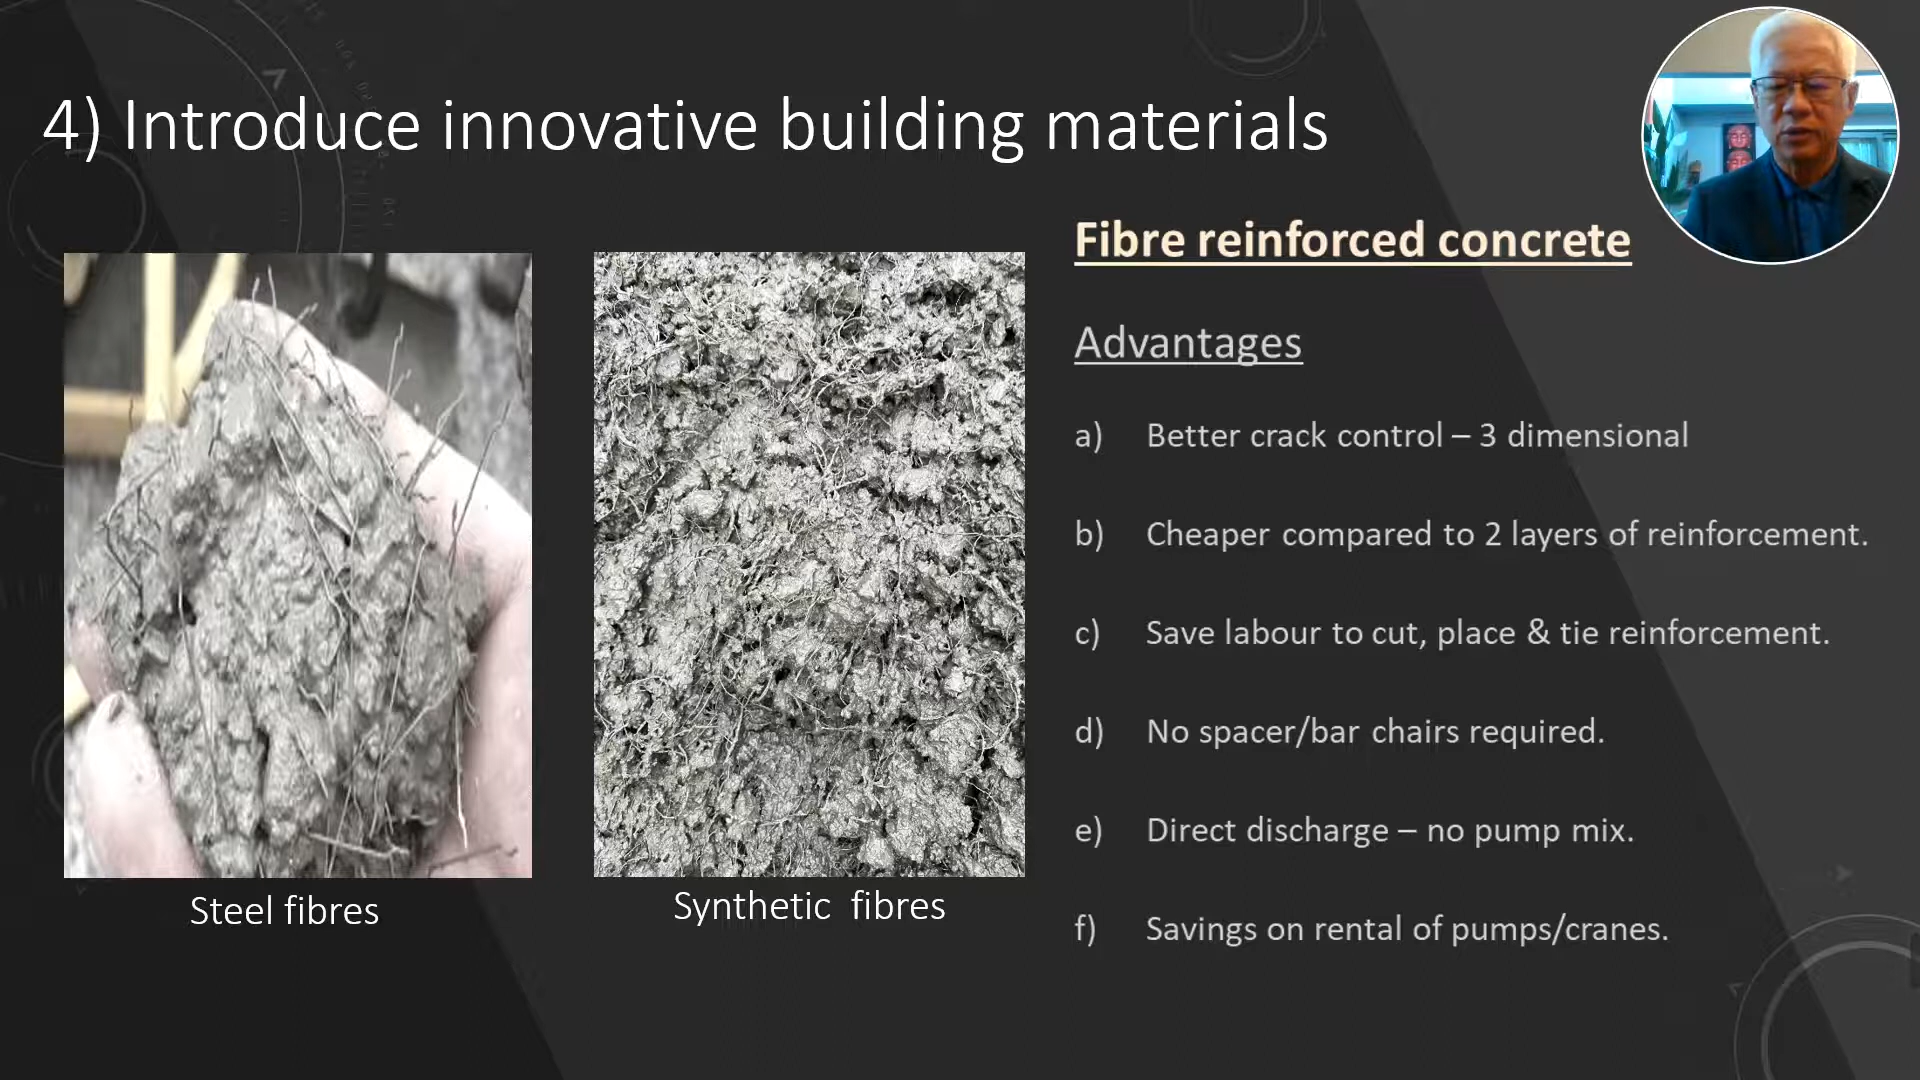 4) Introduce innovative building materials
Fibre reinforced concrete
Advantages
a) Better crack control – 3 dimensional
b) Cheaper compared to 2 layers of reinforcement.
c) Save labour to cut, place & tie reinforcement.
d) No spacer/bar chairs required.
e) Direct discharge – no pump mix.
f) Savings on rental of pumps/cranes.
Steel fibres
Synthetic fibres